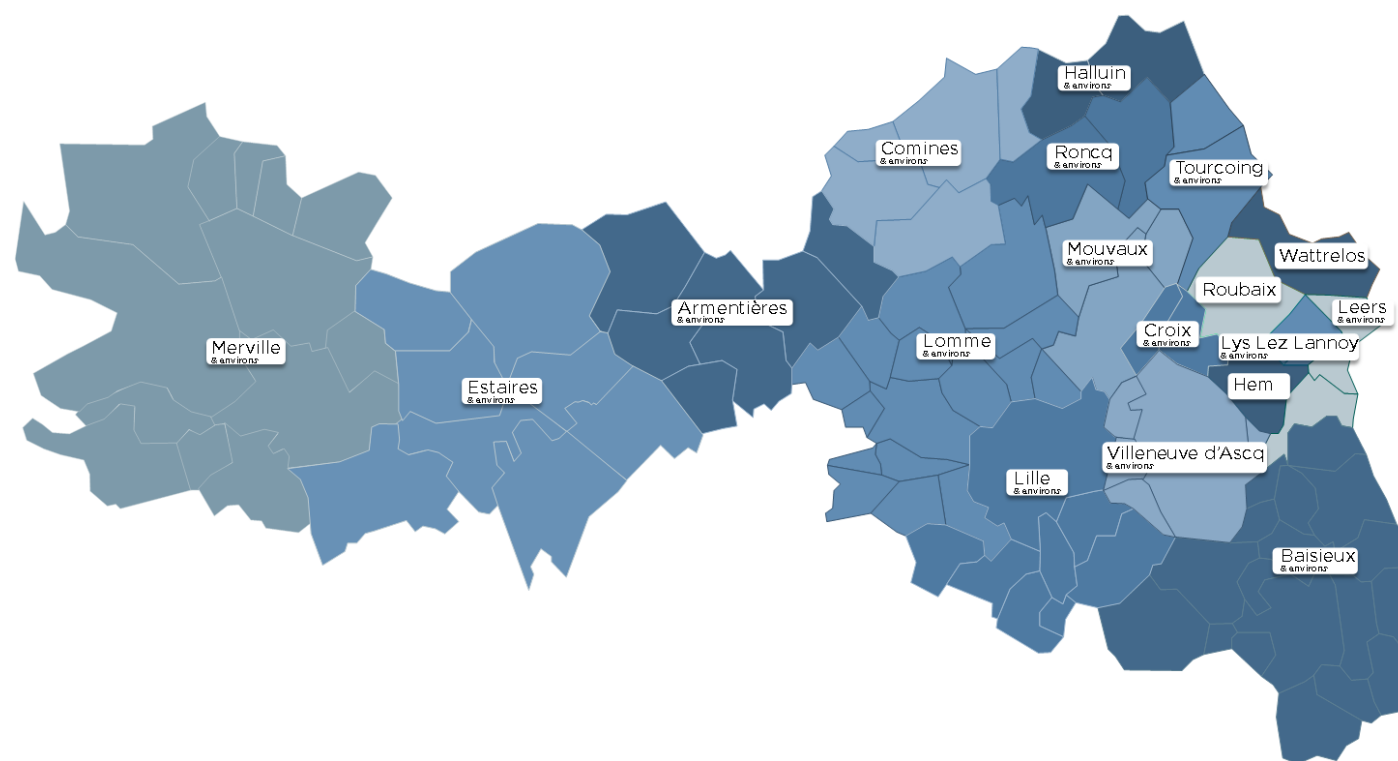 Halluin
& environs
Comines
& environs
Roncq
& environs
Tourcoing
& environs
Mouvaux
& environs
Wattrelos
Roubaix
Leers
& environs
Armentières
& environs
Croix
& environs
Lomme
& environs
Lys Lez Lannoy
& environs
Merville
& environs
Estaires
& environs
Hem
Villeneuve d'Ascq
& environs
Lille
& environs
Baisieux
& environs